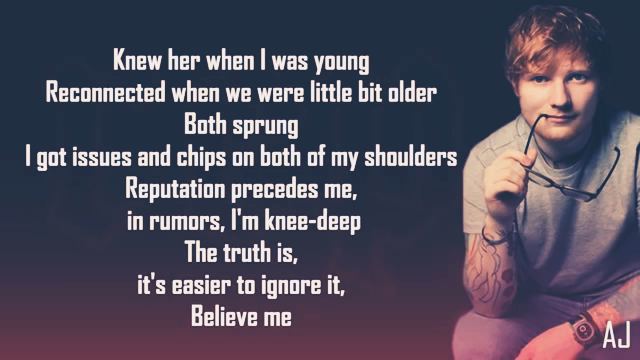 Knew her when I was young
Reconnected when we were little bit older
Both sprung
I got issues and chips on both of my shoulders
Reputation precedes me,
in rumors, I'm knee-deep
The truth is,
it's easier to ignore it,
Believe me
AJ